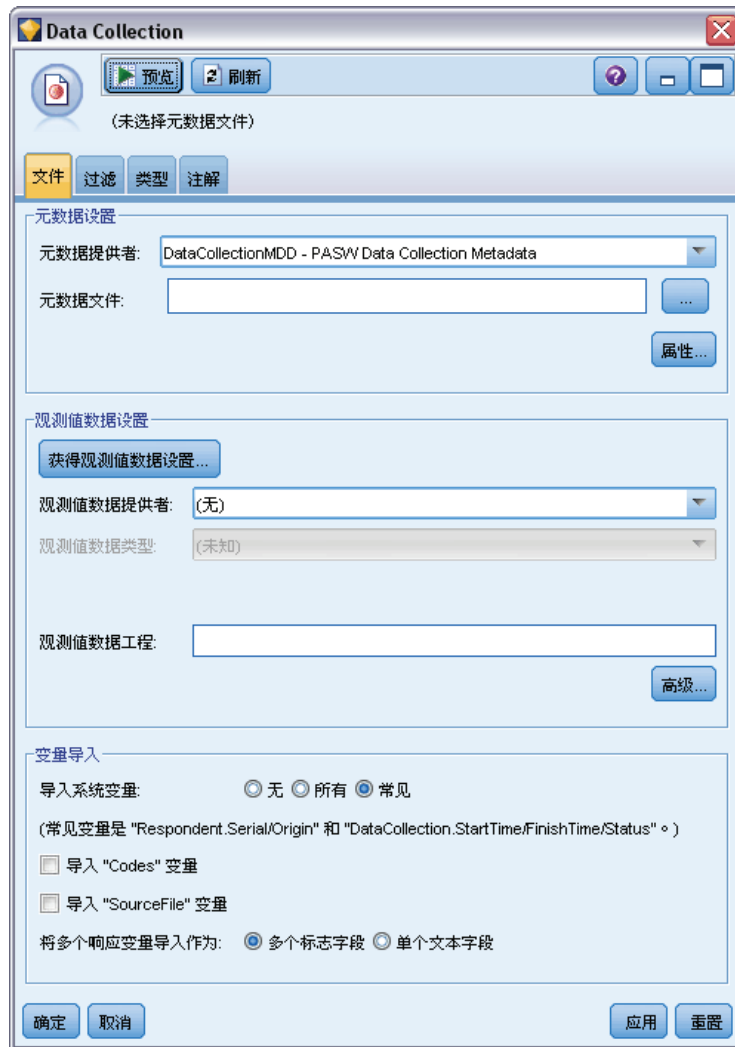 Data Collection
预览 刷新
(未选择元数据文件)
文件 过滤 类型 注解
元数据设置
元数据提供者: DataCollectionMDD - PASW Data Collection Metadata
元数据文件: ...
属性...
观测值数据设置
获得观测值数据设置...
观测值数据提供者: (无)
观测值数据类型: (未知)
观测值数据工程:
高级...
变量导入
导入系统变量: 无 所有 常见
(常见变量是 "Respondent.Serial/Origin" 和 "DataCollection.StartTime/FinishTime/Status"。)
导入 "Codes" 变量
导入 "SourceFile" 变量
将多个响应变量导入作为: 多个标志字段 单个文本字段
确定 取消 应用 重置